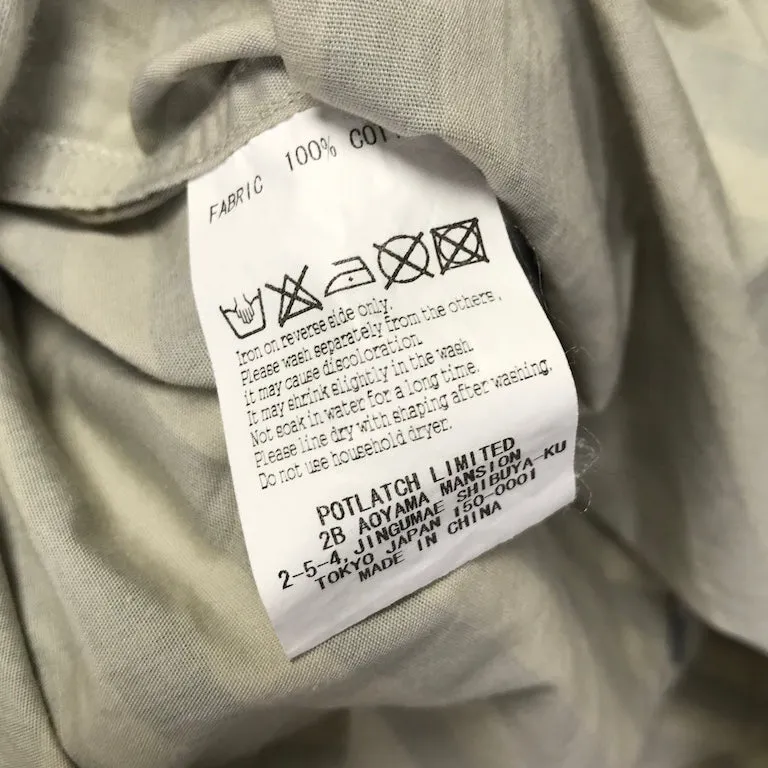 FABRIC 100%
Iron on reverse side only.
Please wash separately from the others,
it may cause discoloration.
It may shrink slightly in the wash.
Not soak in water for a long time.
Please line dry with shaping after washing.
Do not use household dryer.
POTLATCH LIMITED
2B AOYAMA MANSION
2-5-4, JINGUMAE SHIBUYA-KU
TOKYO JAPAN 150-0001
MADE IN CHINA